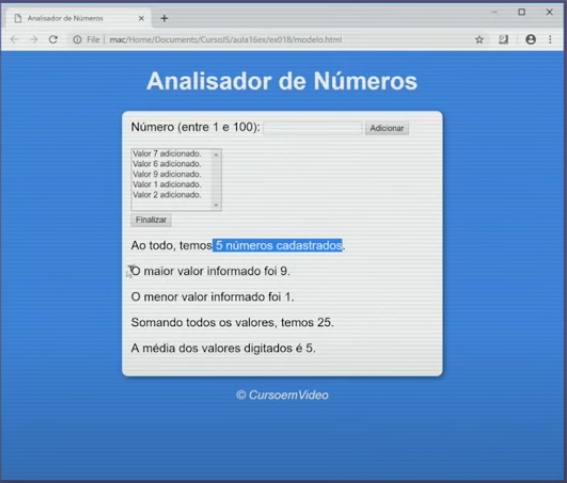 Analisador de Números
File | mac/Home/Documents/CursoJS/aula16ex/ex018/modelo.html
Analisador de Números
Número (entre 1 e 100): Adicionar
Valor 7 adicionado.
Valor 6 adicionado.
Valor 9 adicionado.
Valor 1 adicionado.
Valor 2 adicionado.
Finalizar
Ao todo, temos 5 números cadastrados.
O maior valor informado foi 9.
O menor valor informado foi 1.
Somando todos os valores, temos 25.
A média dos valores digitados é 5.
© CursoemVideo